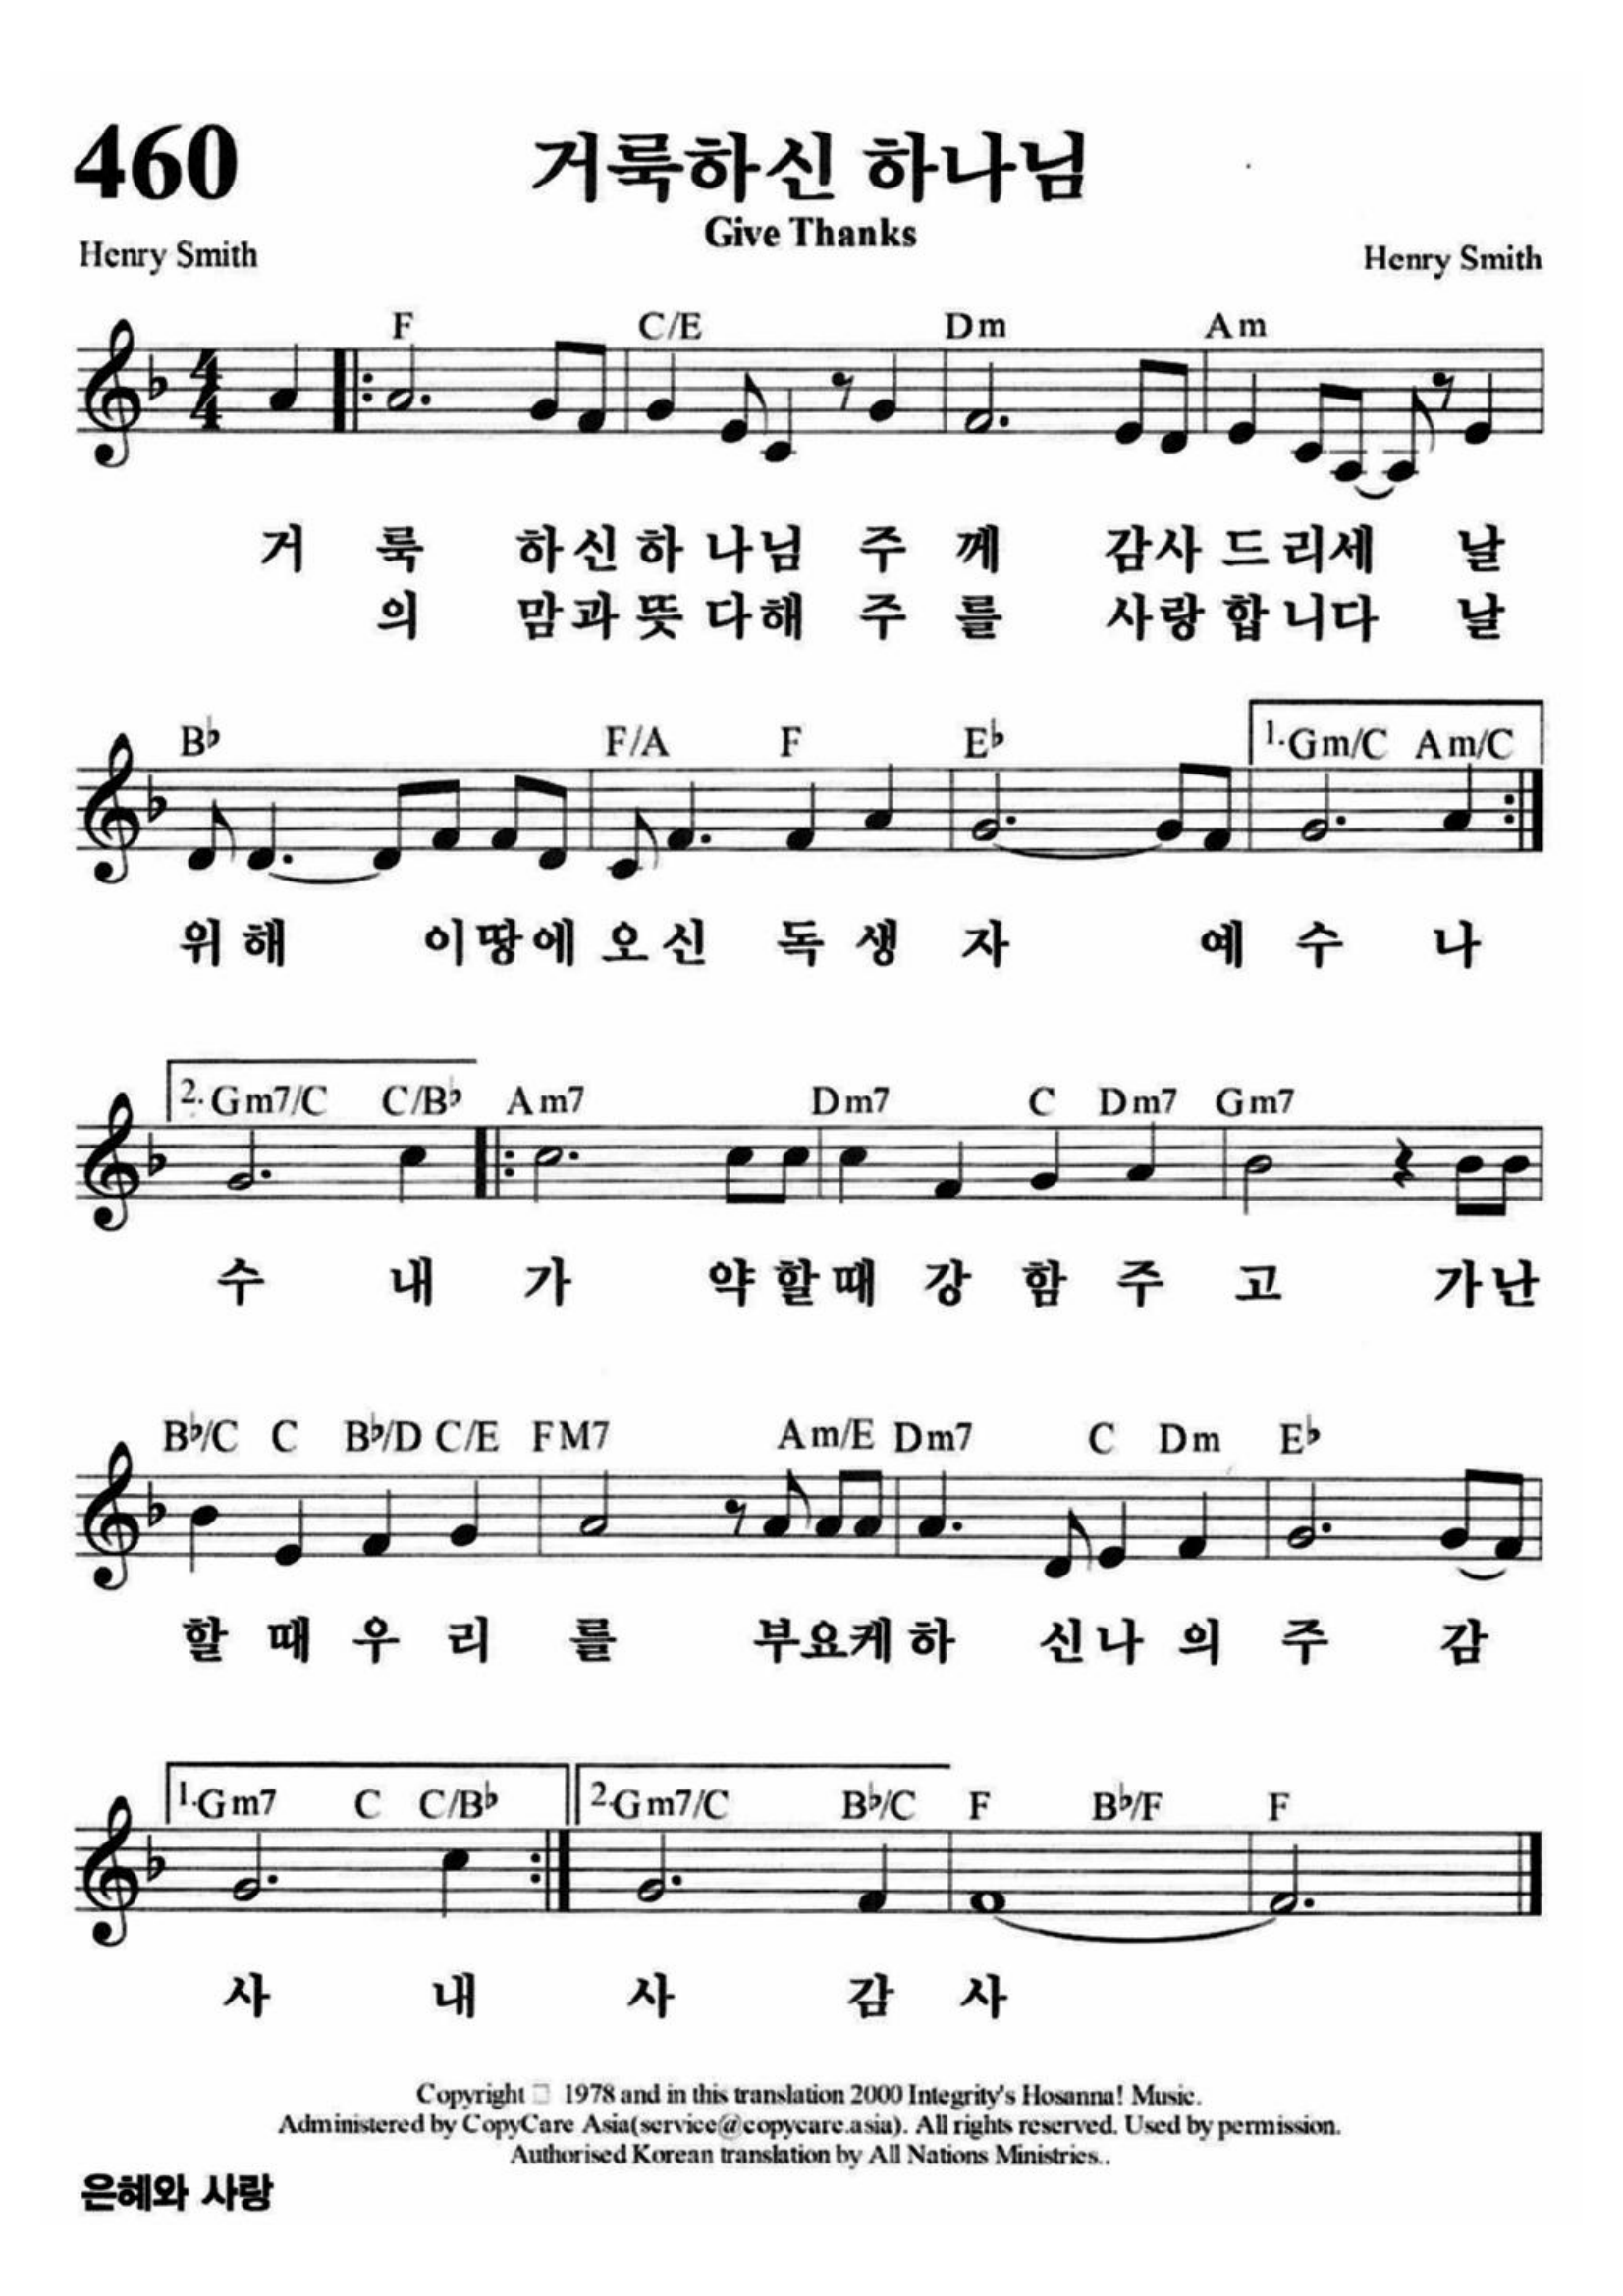 460
거룩하신 하나님
Give Thanks
Henry Smith
Henry Smith
F C/E Dm Am
거 룩 하신 하 나님 주 께 감사 드 리세 날
의 맘과 뜻 다해 주 를 사랑 합 니다 날
B♭ F/A F E♭ 1. Gm/C Am/C
위 해 이 땅에 오 신 독 생 자 예 수 나
2. Gm7/C C/B♭ Am7 Dm7 C Dm7 Gm7
수 내 가 약 할 때 강 함 주 고 가난
B♭/C C B♭/D C/E FM7 Am/E Dm7 C Dm E♭
할 때 우 리 를 부요케 하 신 나 의 주 감
1. Gm7 C C/B♭ 2. Gm7/C B♭/C F B♭/F F
사 내 사 감 사
Copyright □ 1978 and in this translation 2000 Integrity's Hosanna! Music.
Administered by CopyCare Asia(service@copycare.asia). All rights reserved. Used by permission.
Authorised Korean translation by All Nations Ministries..
은혜와 사랑